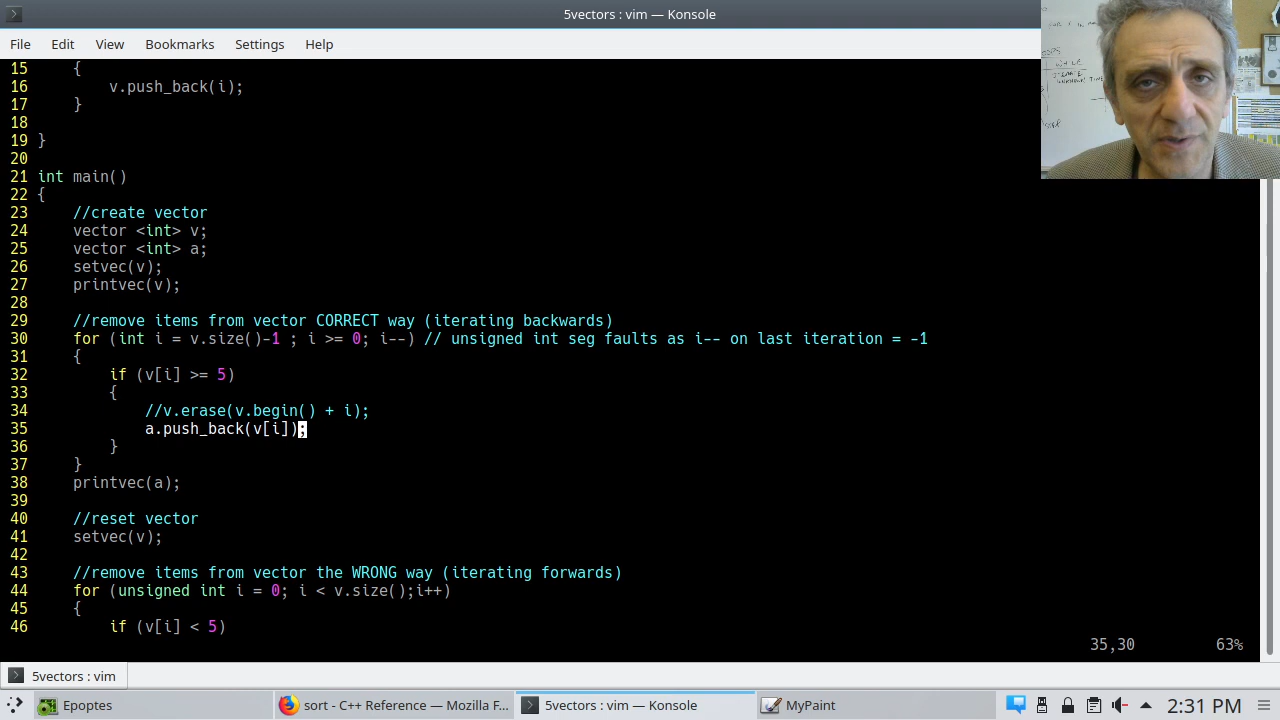 5vectors : vim — Konsole
File Edit View Bookmarks Settings Help
15 {
16 v.push_back(i);
17 }
18
19 }
20
21 int main()
22 {
23 //create vector
24 vector <int> v;
25 vector <int> a;
26 setvec(v);
27 printvec(v);
28
29 //remove items from vector CORRECT way (iterating backwards)
30 for (int i = v.size()-1 ; i >= 0; i--) // unsigned int seg faults as i-- on last iteration = -1
31 {
32 if (v[i] >= 5)
33 {
34 //v.erase(v.begin() + i);
35 a.push_back(v[i]);
36 }
37 }
38 printvec(a);
39
40 //reset vector
41 setvec(v);
42
43 //remove items from vector the WRONG way (iterating forwards)
44 for (unsigned int i = 0; i < v.size();i++)
45 {
46 if (v[i] < 5)
35,30 63%
5vectors : vim
Epoptes
sort - C++ Reference — Mozilla F...
5vectors : vim — Konsole
MyPaint
2:31 PM